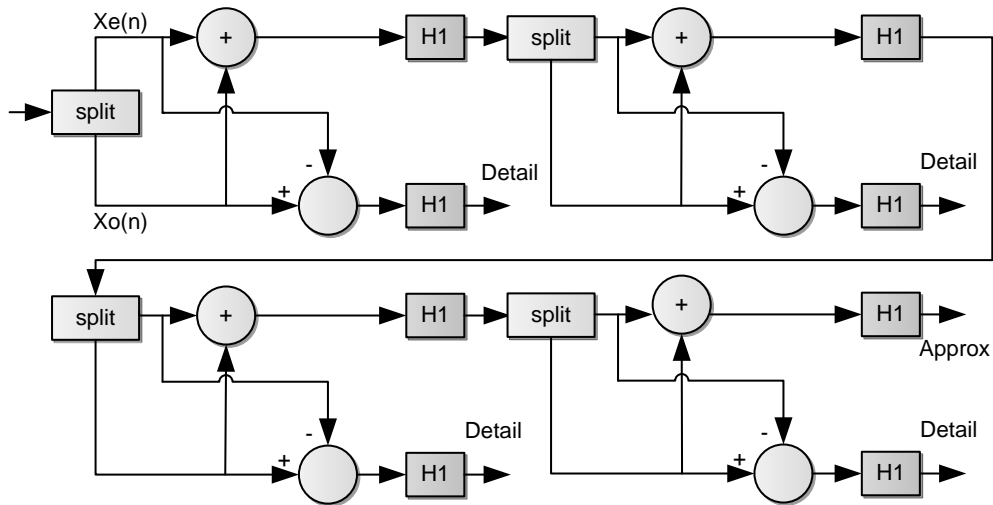 Xe(n)
+
H1
split
+
H1
split
-
Detail
-
Detail
+
H1
+
H1
Xo(n)
split
+
H1
split
+
H1
Approx
-
Detail
-
Detail
+
H1
+
H1